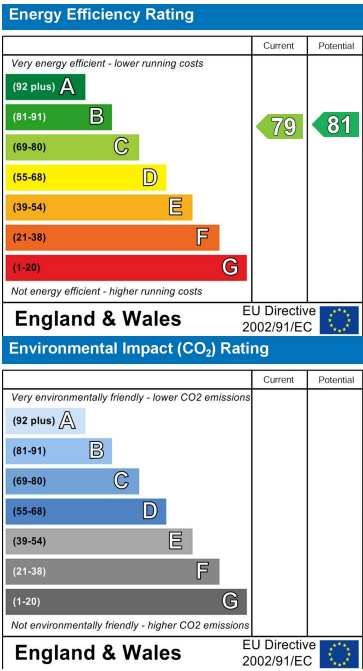 Energy Efficiency Rating
Current Potential
Very energy efficient - lower running costs
(92 plus) A
(81-91) B
(69-80) C
(55-68) D
(39-54) E
(21-38) F
(1-20) G
79 81
Not energy efficient - higher running costs
England & Wales
EU Directive
2002/91/EC
Environmental Impact (CO₂) Rating
Current Potential
Very environmentally friendly - lower CO2 emissions
(92 plus) A
(81-91) B
(69-80) C
(55-68) D
(39-54) E
(21-38) F
(1-20) G
Not environmentally friendly - higher CO2 emissions
England & Wales
EU Directive
2002/91/EC